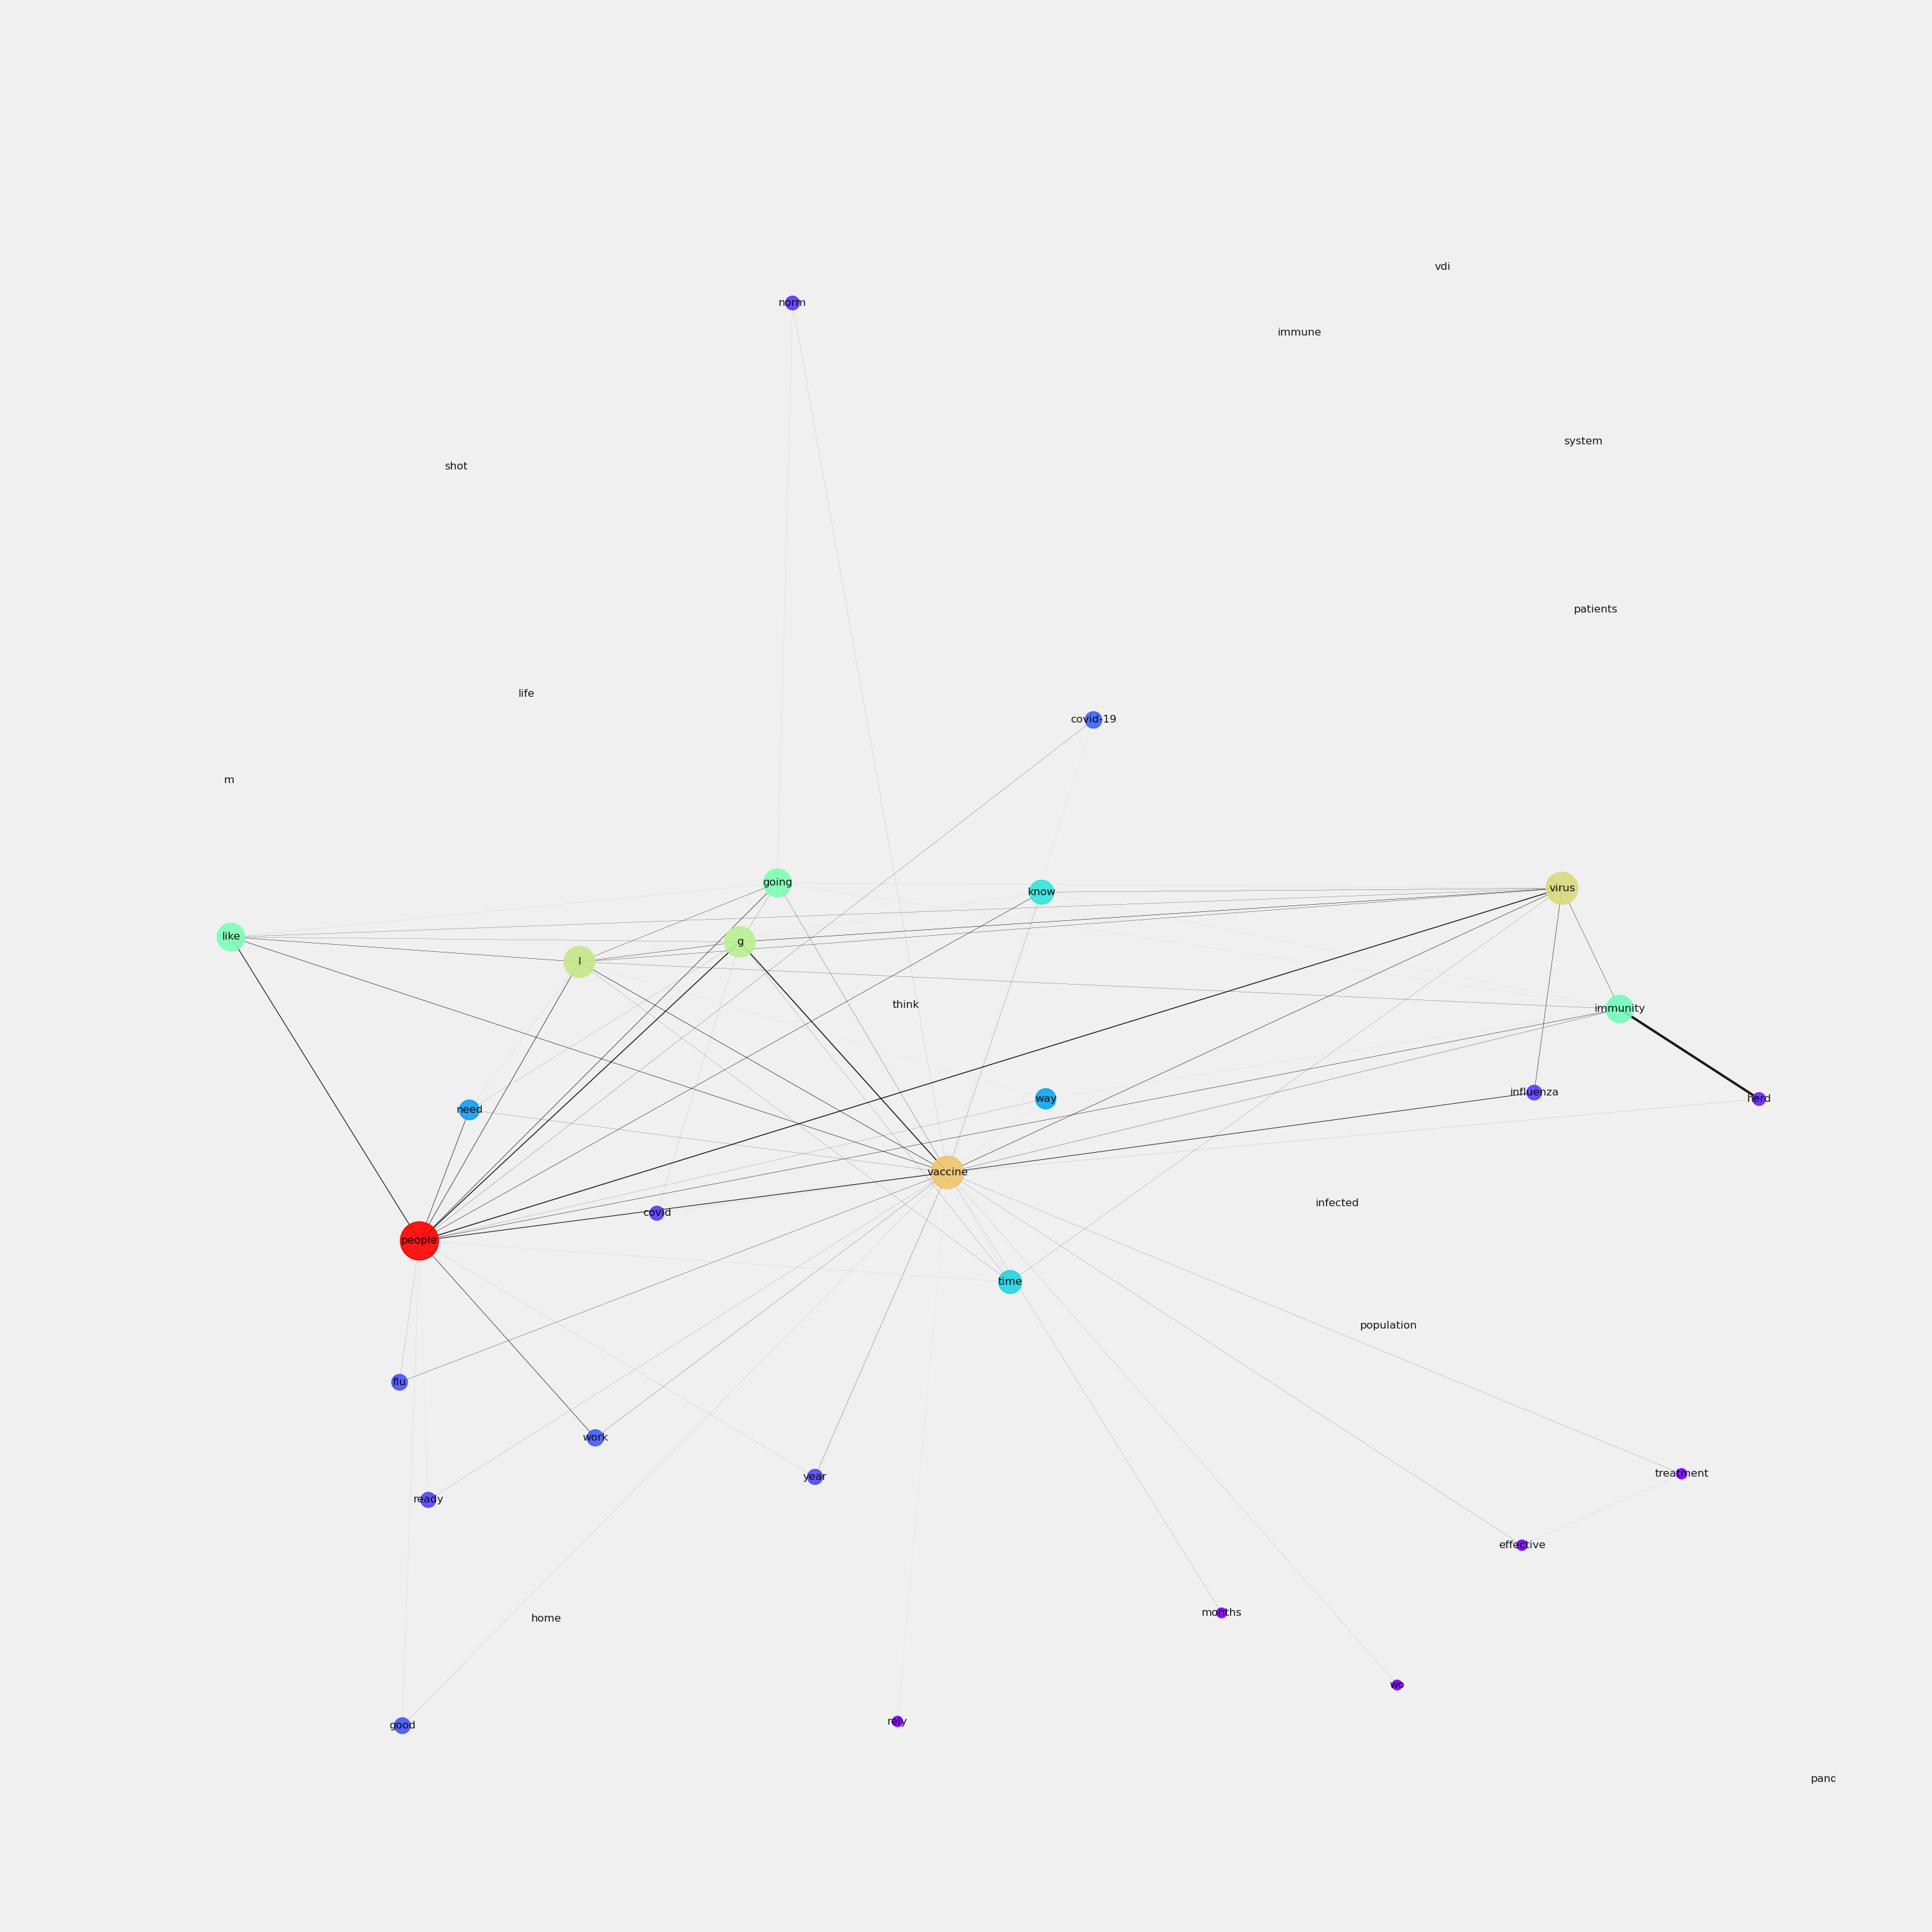 vdi
norm
immune
system
shot
patients
life
covid-19
m
going
know
virus
like
g
I
think
immunity
influenza
way
herd
need
vaccine
infected
covid
people
time
population
flu
work
treatment
year
ready
effective
months
home
wo
rely
good
pand